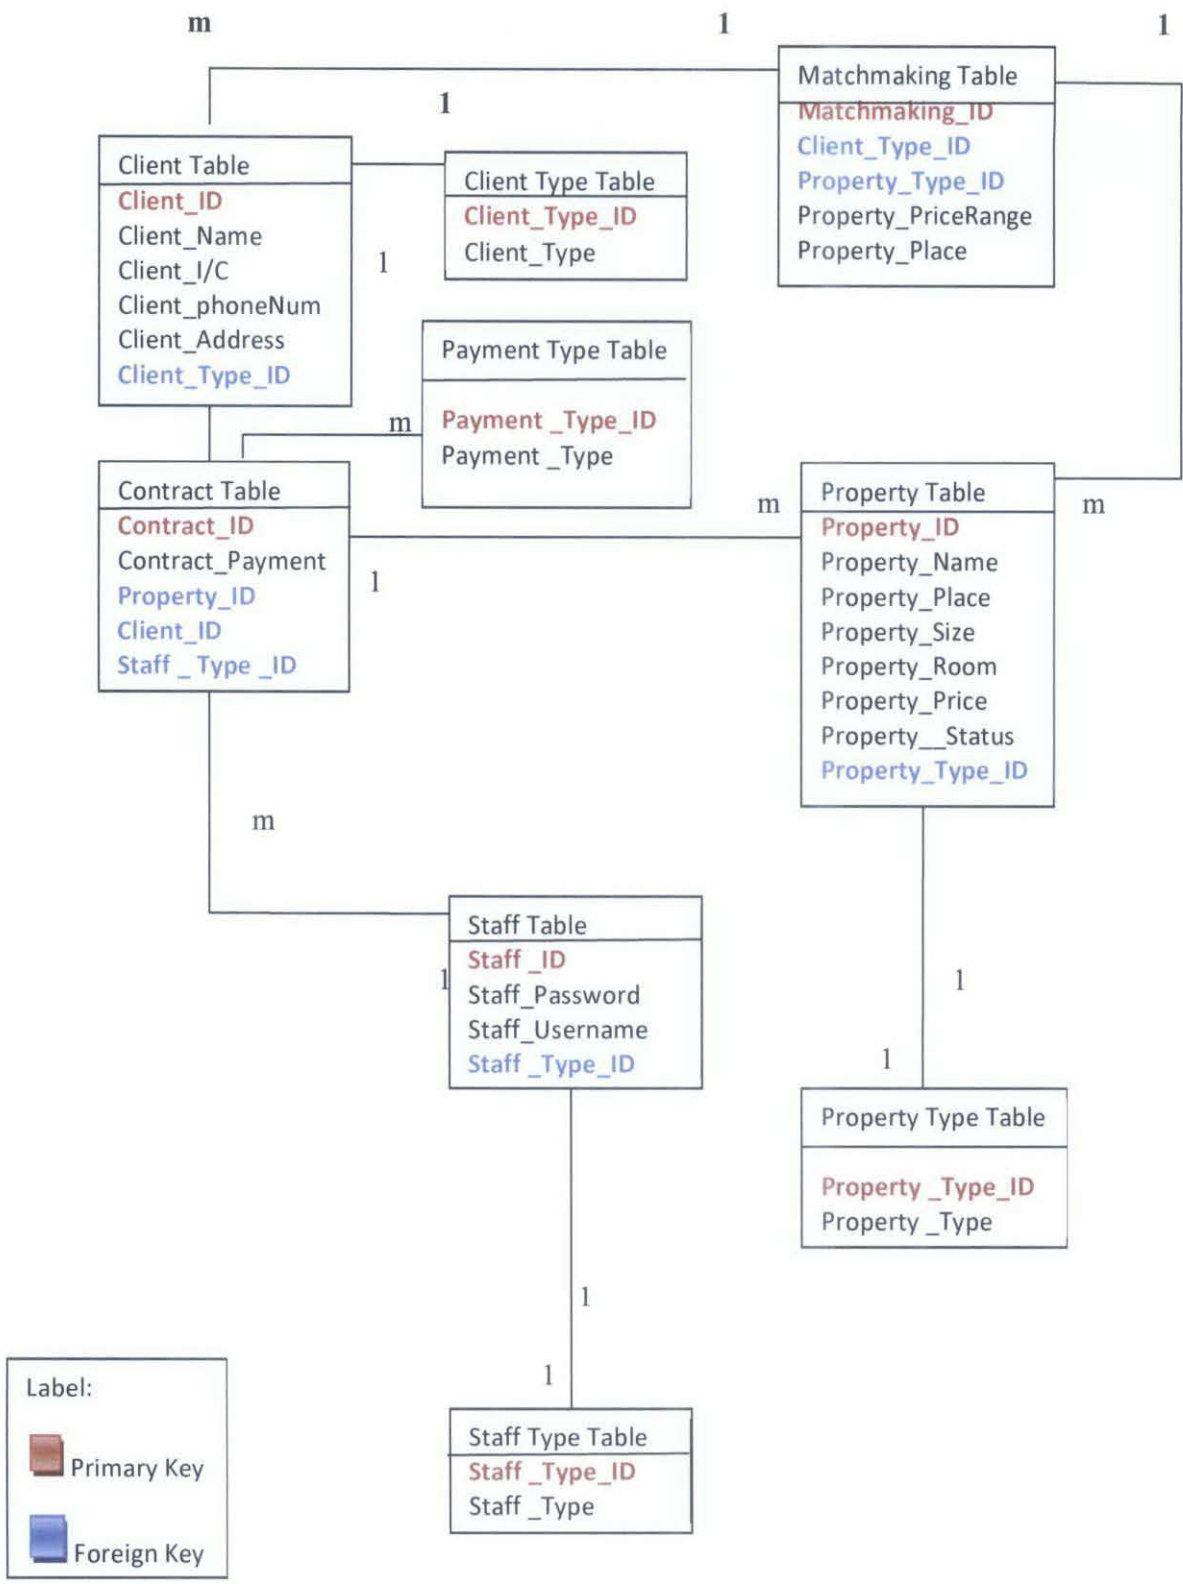 m
1
1
Matchmaking Table
Matchmaking_ID
Client_Type_ID
Property_Type_ID
Property_PriceRange
Property_Place
1
Client Table
Client_ID
Client_Name
Client_I/C
Client_phoneNum
Client_Address
Client_Type_ID
Client Type Table
Client_Type_ID
Client_Type
1
Payment Type Table
Payment _Type_ID
Payment _Type
m
Contract Table
Contract_ID
Contract_Payment
Property_ID
Client_ID
Staff _ Type _ID
1
m
Property Table
Property_ID
Property_Name
Property_Place
Property_Size
Property_Room
Property_Price
Property__Status
Property_Type_ID
m
m
Staff Table
Staff _ID
Staff_Password
Staff_Username
Staff _Type_ID
1
1
1
Property Type Table
Property _Type_ID
Property _Type
1
1
Staff Type Table
Staff _Type_ID
Staff _Type
Label:
Primary Key
Foreign Key